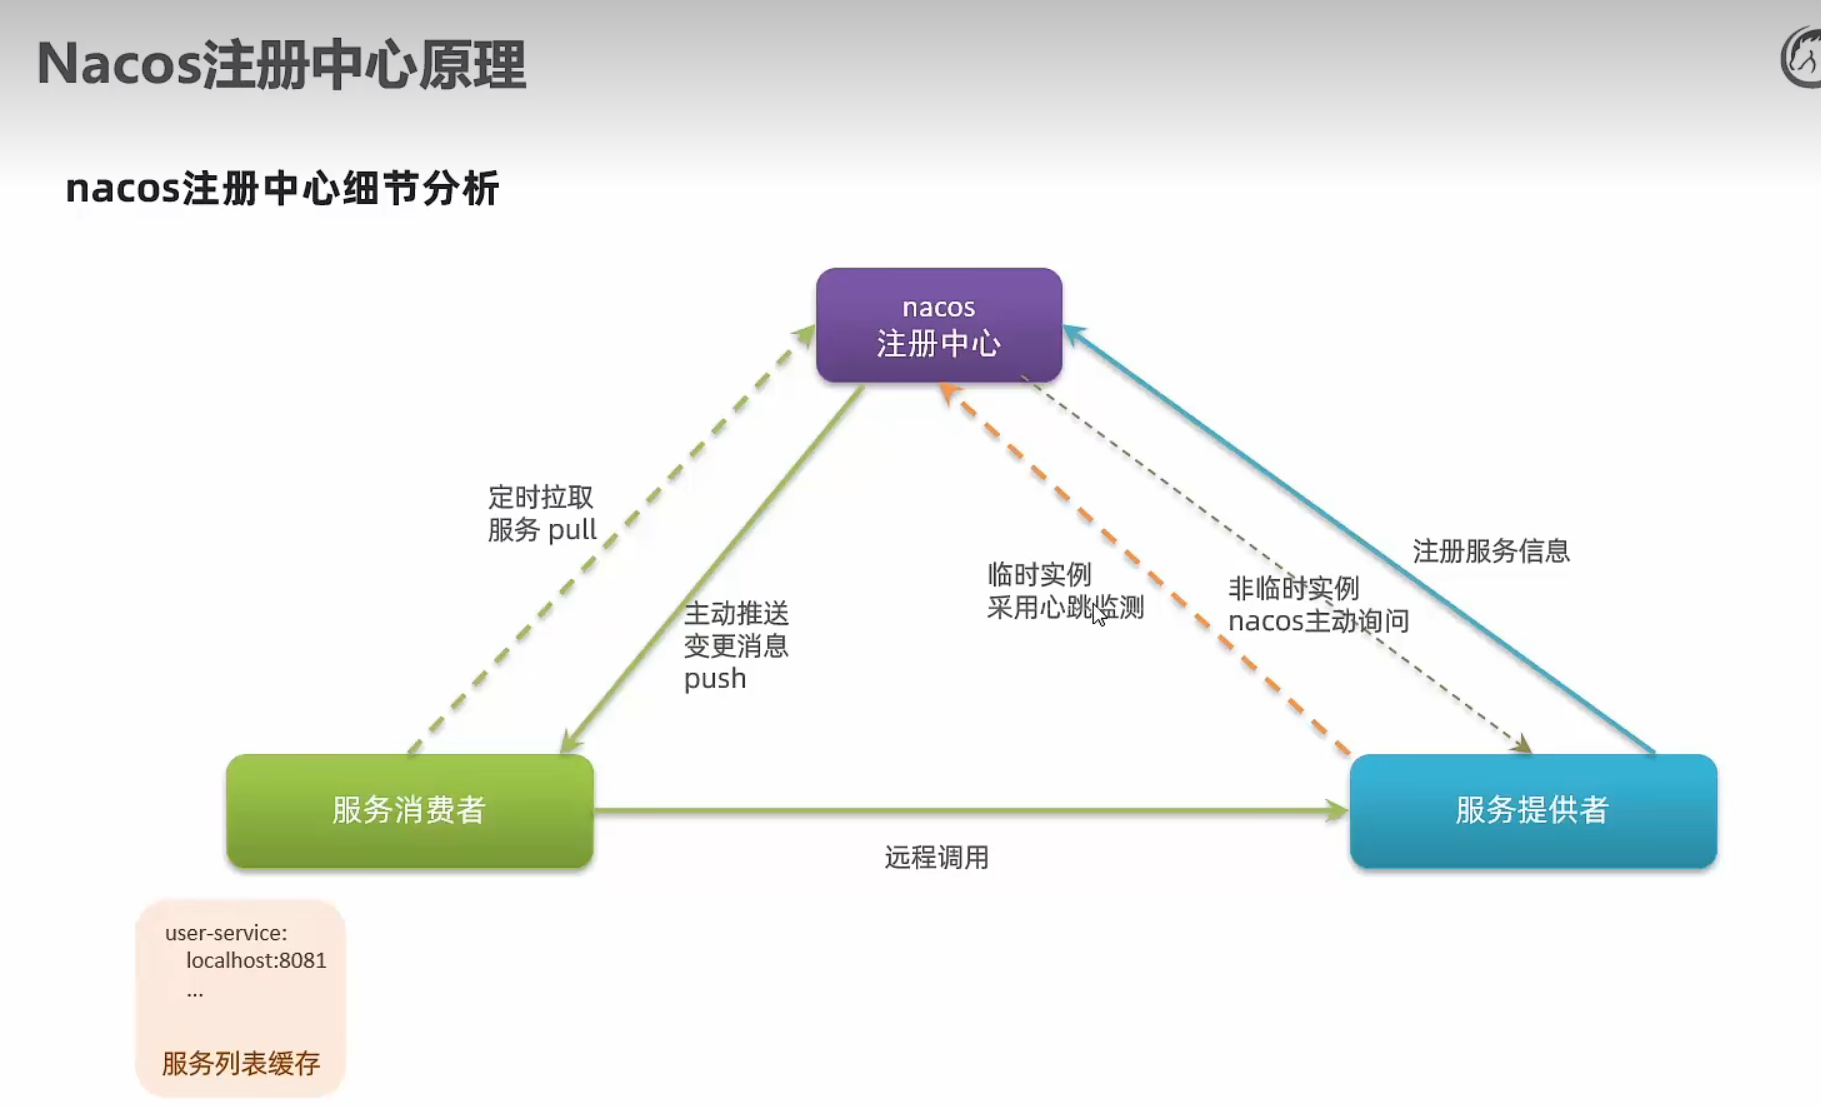 Nacos注册中心原理
nacos注册中心细节分析
nacos
注册中心
定时拉取
服务 pull
主动推送
变更消息
push
临时实例
采用心跳监测
非临时实例
nacos主动询问
注册服务信息
服务消费者
远程调用
服务提供者
user-service:
localhost:8081
...
服务列表缓存